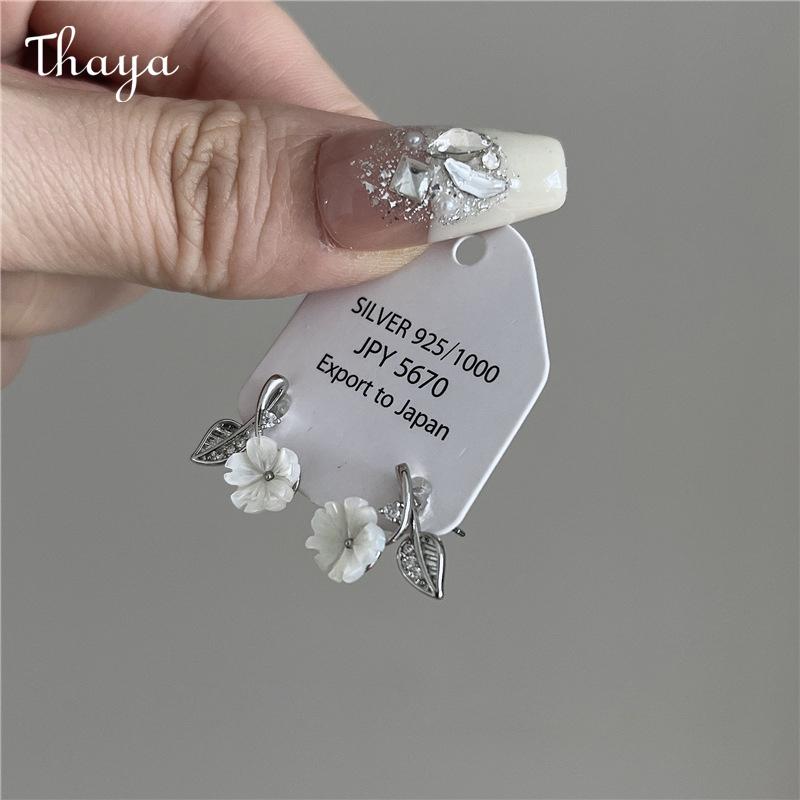 Thaya
SILVER 925/1000
JPY 5670
Export to Japan